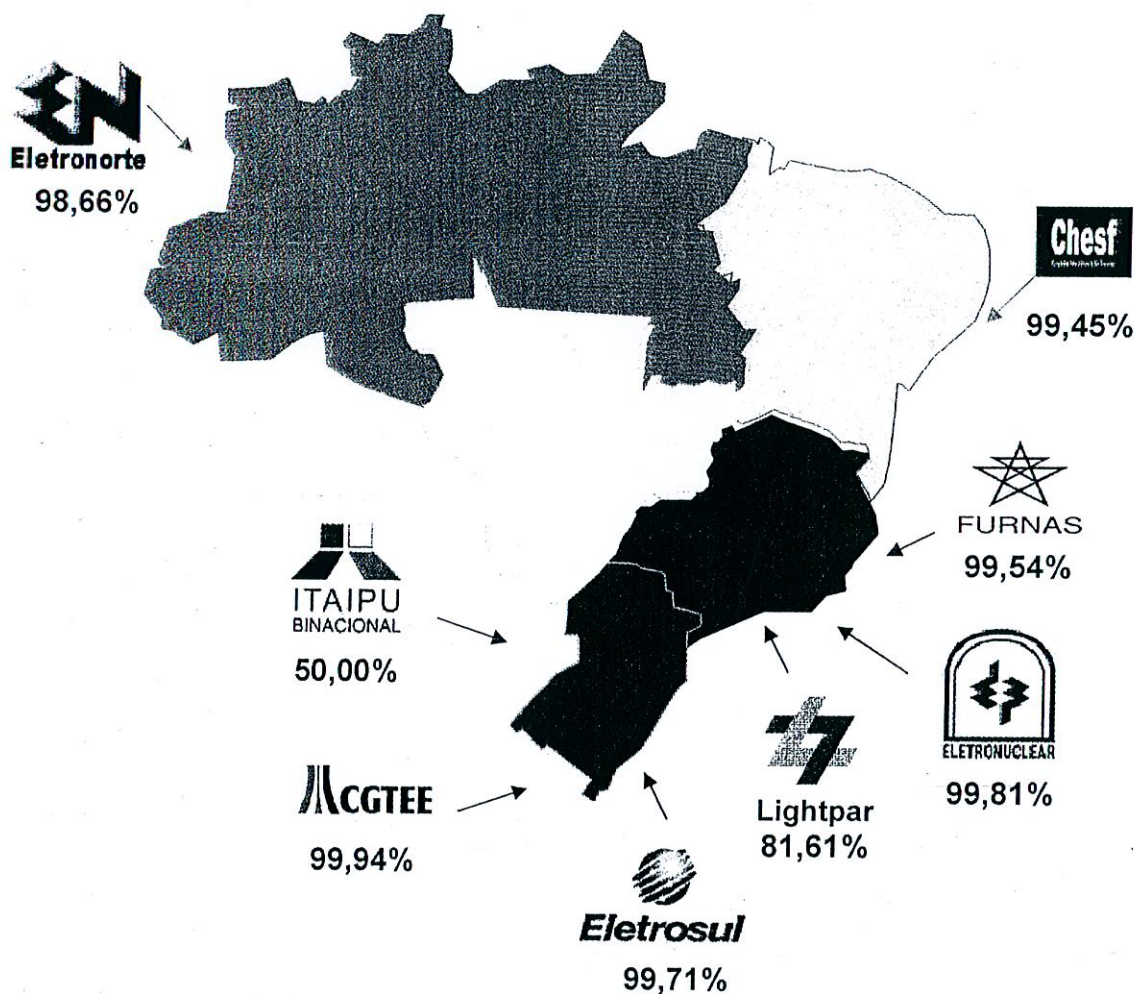 Eletronorte
98,66%
Chesf
99,45%
FURNAS
99,54%
ITAIPU
BINACIONAL
50,00%
ELETRONUCLEAR
99,81%
Lightpar
81,61%
CGTEE
99,94%
Eletrosul
99,71%